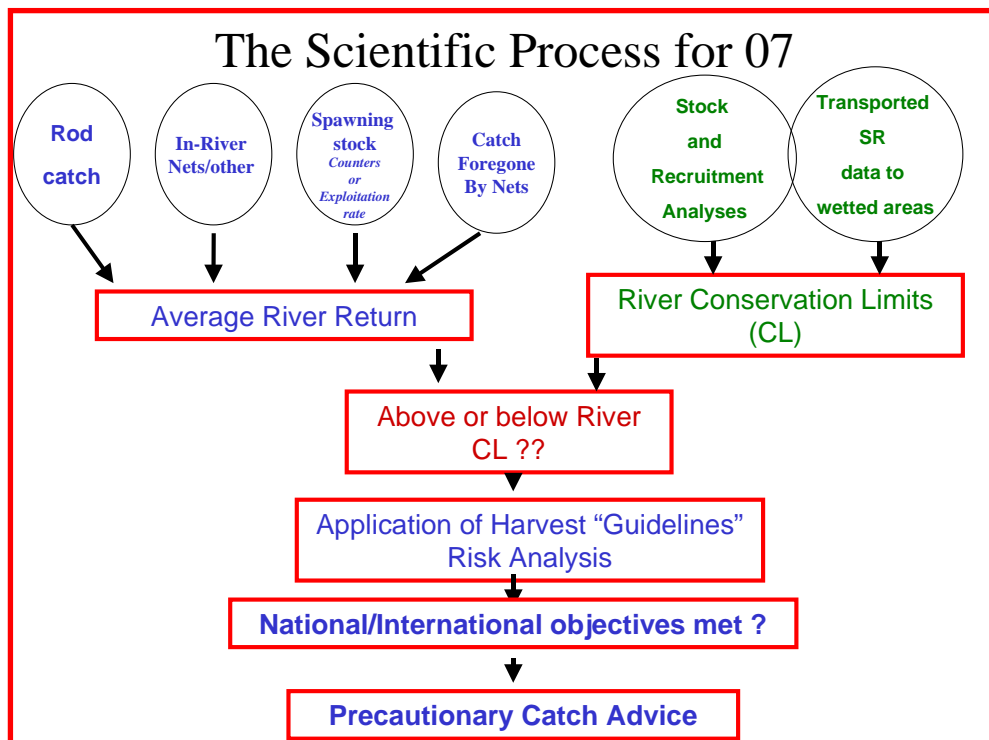 The Scientific Process for 07
Rod
catch
In-River
Nets/other
Spawning
stock
Counters
or
Exploitation
rate
Catch
Foregone
By Nets
Stock
and
Recruitment
Analyses
Transported
SR
data to
wetted areas
Average River Return
River Conservation Limits
(CL)
Above or below River
CL ??
Application of Harvest “Guidelines”
Risk Analysis
National/International objectives met ?
Precautionary Catch Advice